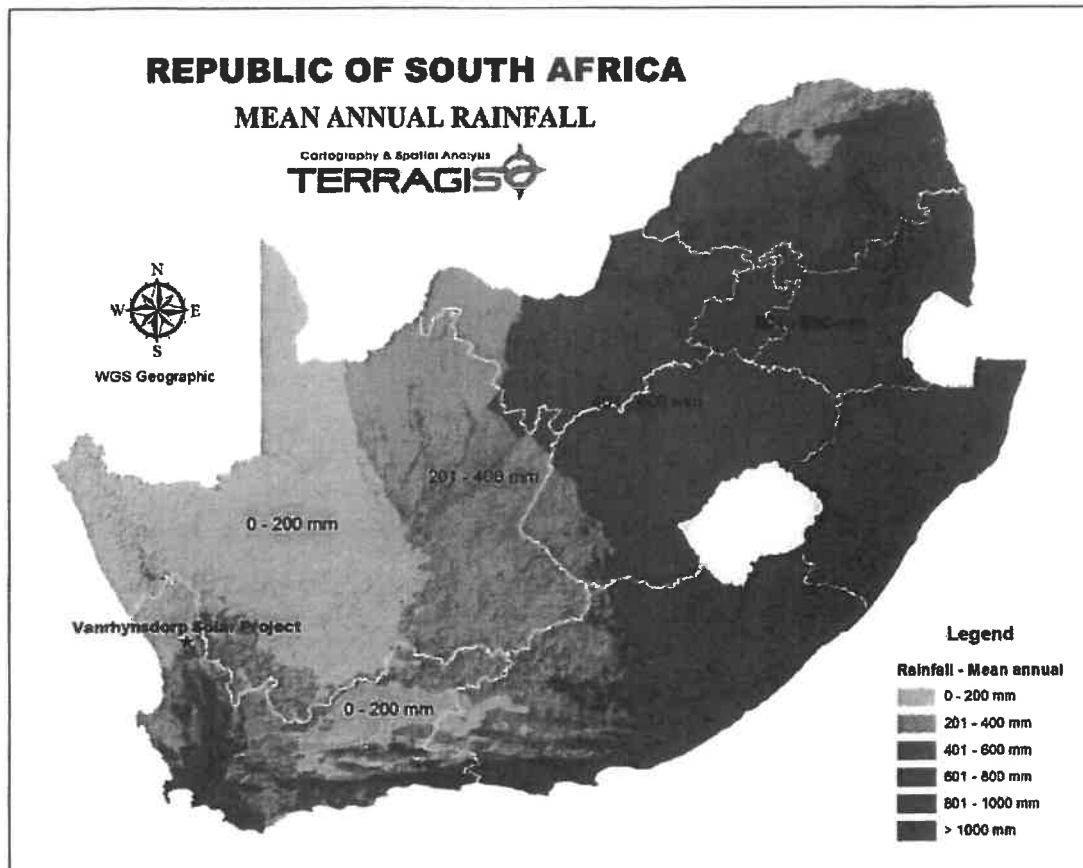 REPUBLIC OF SOUTH AFRICA
MEAN ANNUAL RAINFALL
Cartography & Spatial Analysis
TERRAGIS
N
W E
S
WGS Geographic
201 - 400 mm
0 - 200 mm
Vanrhynsdorp Solar Project
0 - 200 mm
Legend
Rainfall - Mean annual
0 - 200 mm
201 - 400 mm
401 - 600 mm
601 - 800 mm
801 - 1000 mm
> 1000 mm